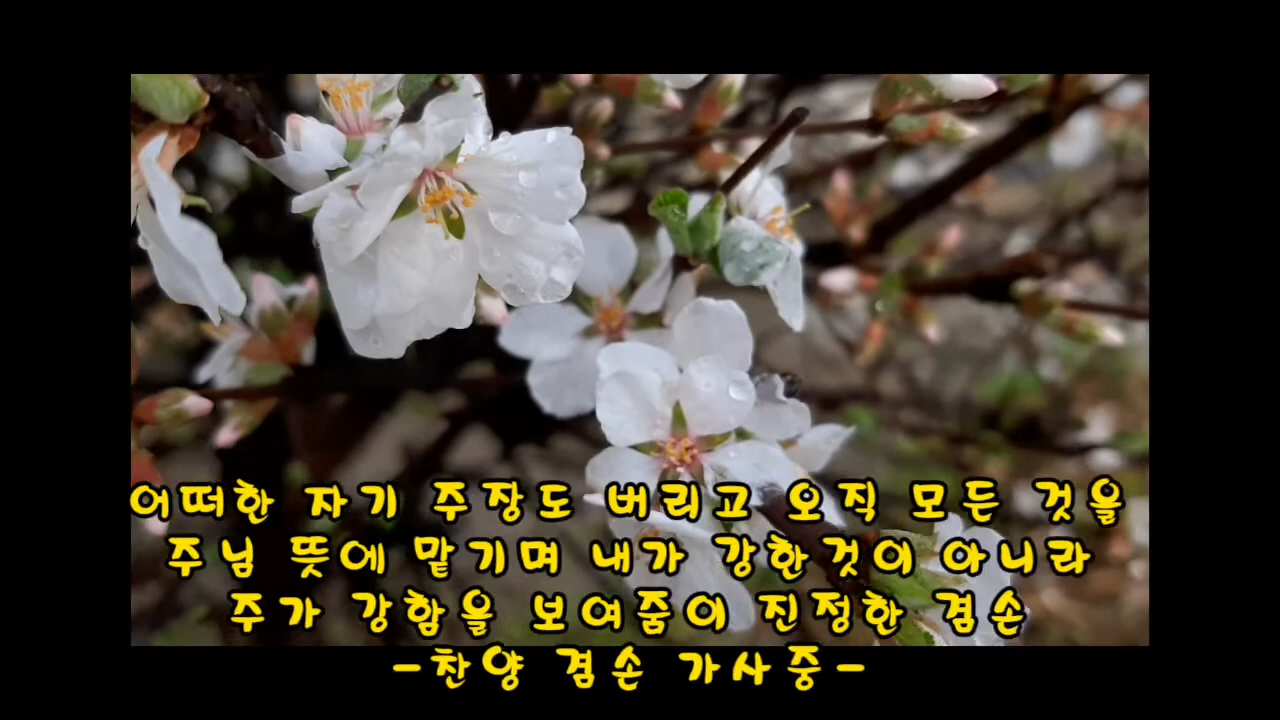 어떠한 자기 주장도 버리고 오직 모든 것을
주님 뜻에 맡기며 내가 강한것이 아니라
주가 강함을 보여줌이 진정한 겸손
-찬양 겸손 가사중-